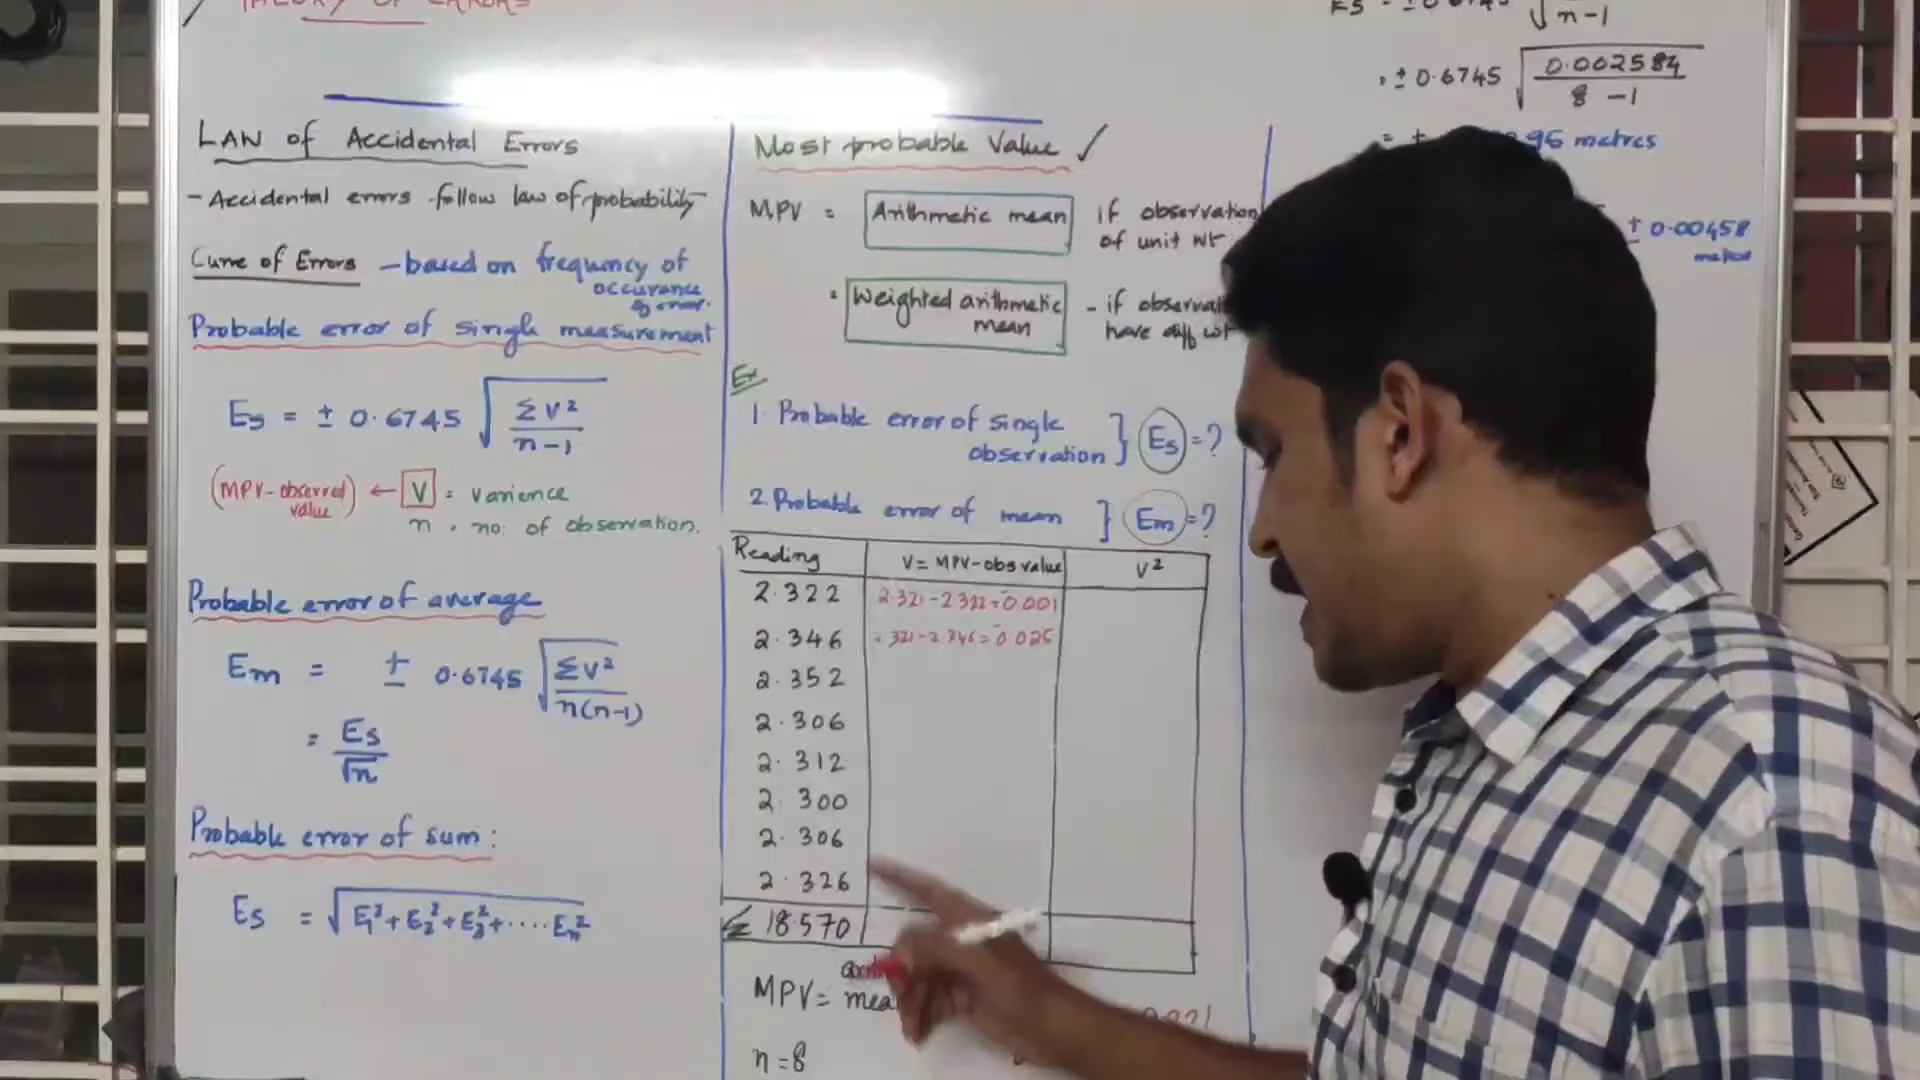 THEORY OF ERRORS
LAW of Accidental Errors
- Accidental errors follow law of probability
Curve of Errors - based on frequency of
occurance
of error.
Probable error of single measurement
Es = ± 0.6745 √ Σv² / n-1
(MPV-observed value) ← V = varience
n . no: of observation.
Probable error of average
Em = ± 0.6745 √ Σv² / n(n-1)
= Es / √n
Probable error of sum:
Es = √ E₁² + E₂² + E₃² + .... En²
Most probable Value ✓
MPV = Arithmetic mean if observation
of unit wt
= Weighted arithmetic mean - if
have diff wt
Ex
1. Probable error of single
observation } Es = ?
2. Probable error of mean } Em = ?
Reading V = MPV-obs value V²
2.322 2.321-2.322=-0.001
2.346 2.321-2.346=-0.025
2.352
2.306
2.312
2.300
2.306
2.326
Σ 18.570
MPV =
n=8
n-1
= ± 0.6745 √ 0.002584 / 8-1
= ± 95 metres
± 0.00458